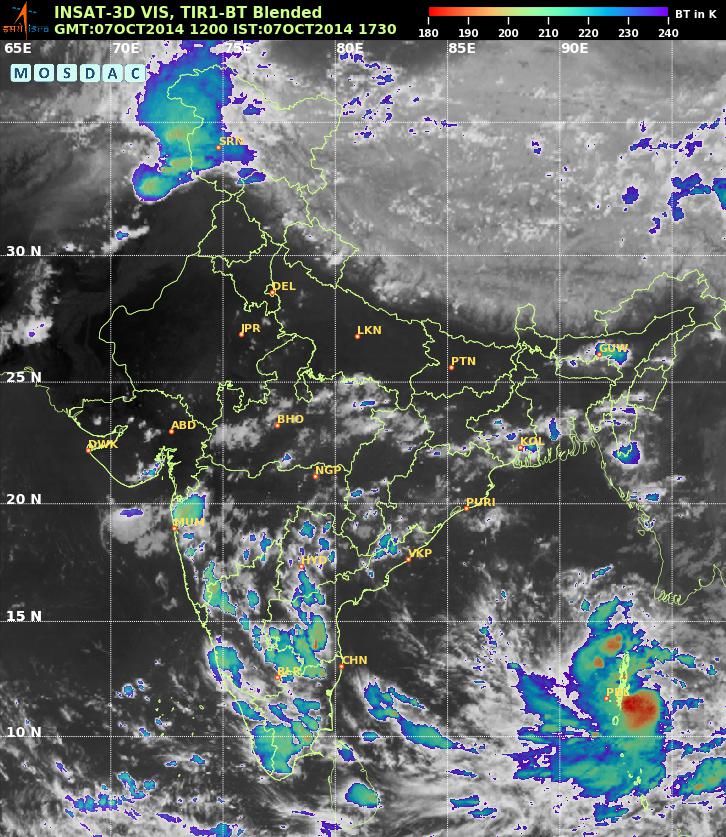 INSAT-3D VIS, TIR1-BT Blended
GMT:07OCT2014 1200 IST:07OCT2014 1730
BT in K
180 190 200 210 220 230 240
65E 70E 75E 80E 85E 90E
MOSDAC
SRN
30 N
DEL
JPR
LKN
GUW
PTN
25 N
BHO
ABD
DWK
KOL
NGP
20 N
PURI
MUM
VKP
HYD
15 N
CHN
BLR
PBL
10 N